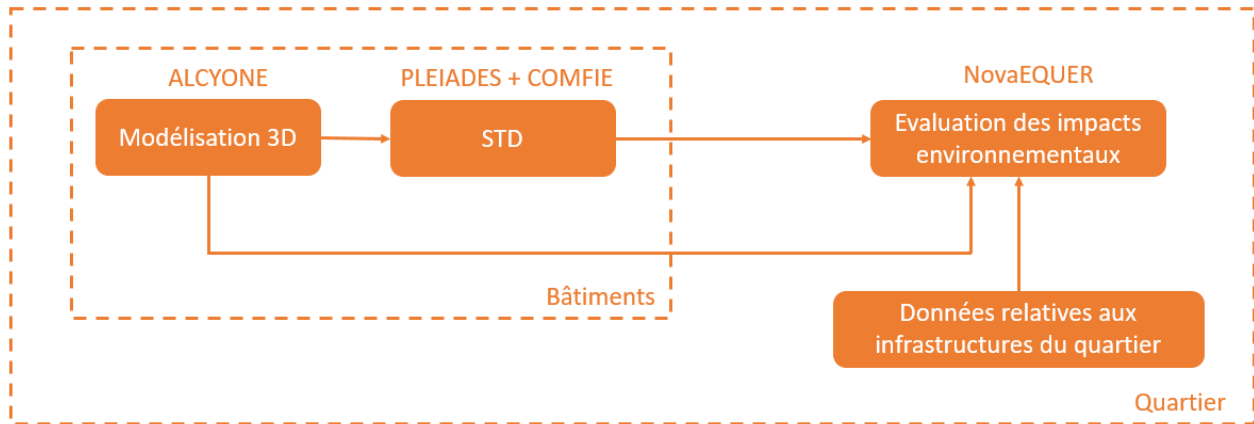 ALCYONE
PLEIADES + COMFIE
NovaEQUER
Modélisation 3D
STD
Evaluation des impacts
environnementaux
Bâtiments
Données relatives aux
infrastructures du quartier
Quartier